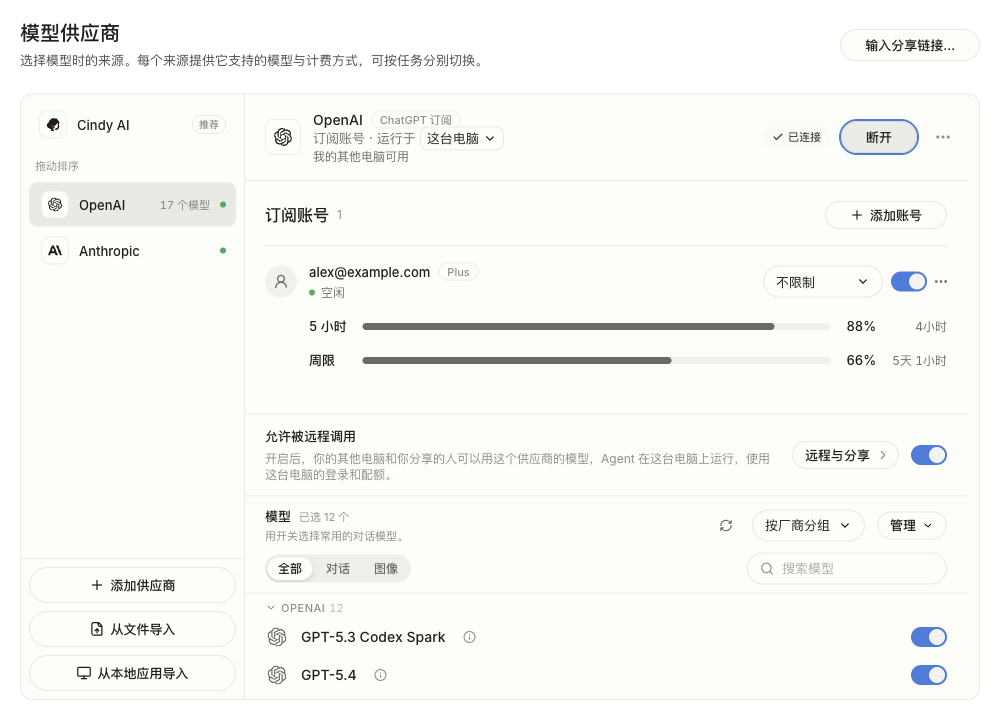 模型供应商
选择模型时的来源。每个来源提供它支持的模型与计费方式，可按任务分别切换。
输入分享链接...
Cindy AI
推荐
拖动排序
OpenAI
17 个模型
Anthropic
添加供应商
从文件导入
从本地应用导入
OpenAI
ChatGPT 订阅
订阅账号 · 运行于
这台电脑
我的其他电脑可用
已连接
断开
订阅账号 1
添加账号
alex@example.com
Plus
空闲
不限制
5 小时
88%
4小时
周限
66%
5天 1小时
允许被远程调用
开启后，你的其他电脑和你分享的人可以用这个供应商的模型，Agent 在这台电脑上运行，使用
这台电脑的登录和配额。
远程与分享
模型
已选 12 个
用开关选择常用的对话模型。
按厂商分组
管理
全部
对话
图像
搜索模型
OPENAI 12
GPT-5.3 Codex Spark
GPT-5.4